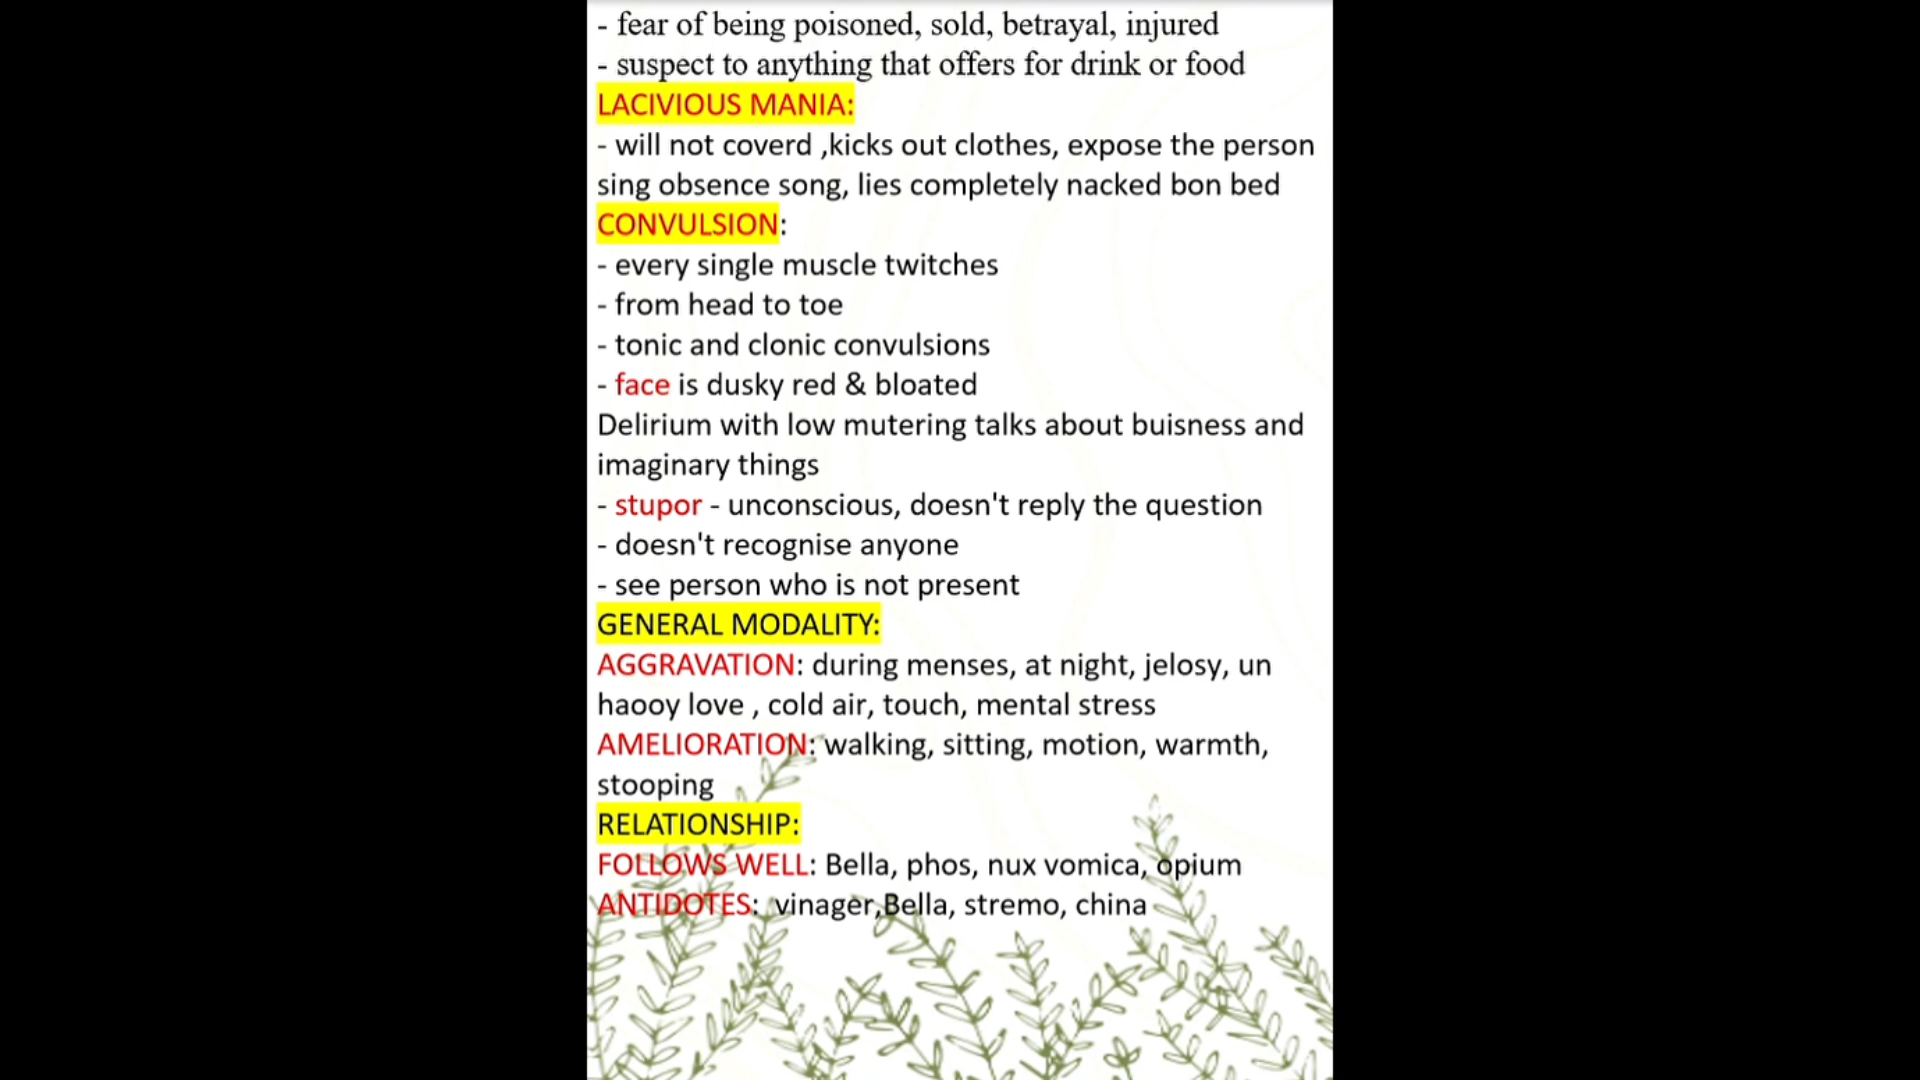 - fear of being poisoned, sold, betrayal, injured
- suspect to anything that offers for drink or food
LACIVIOUS MANIA:
- will not coverd ,kicks out clothes, expose the person
sing obsence song, lies completely nacked bon bed
CONVULSION:
- every single muscle twitches
- from head to toe
- tonic and clonic convulsions
- face is dusky red & bloated
Delirium with low mutering talks about buisness and
imaginary things
- stupor - unconscious, doesn't reply the question
- doesn't recognise anyone
- see person who is not present
GENERAL MODALITY:
AGGRAVATION: during menses, at night, jelosy, un
haooy love , cold air, touch, mental stress
AMELIORATION: walking, sitting, motion, warmth,
stooping
RELATIONSHIP:
FOLLOWS WELL: Bella, phos, nux vomica, opium
ANTIDOTES:  vinager,Bella, stremo, china